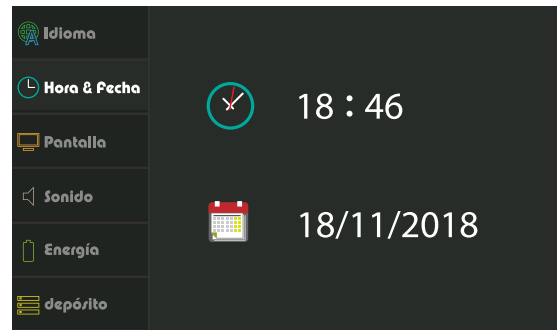 Idioma
Hora & Fecha
Pantalla
Sonido
Energía
depósito
18 : 46
18/11/2018